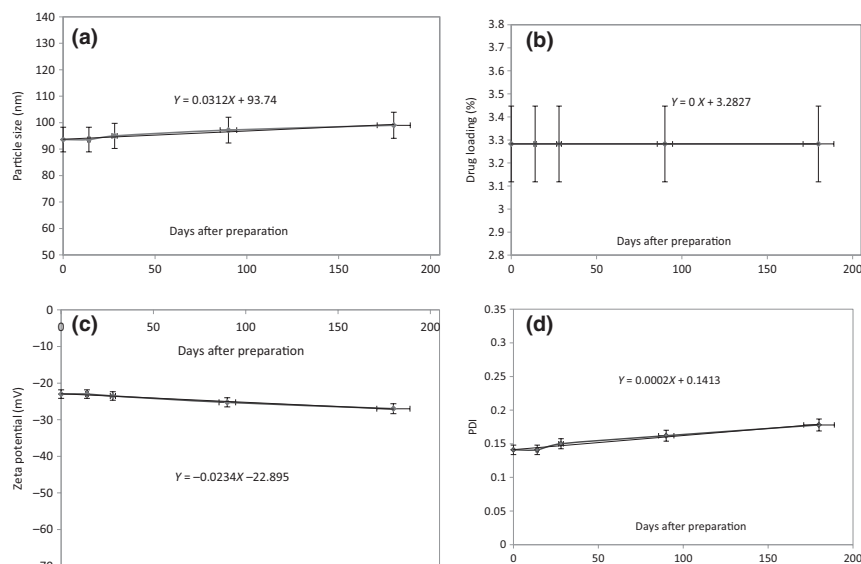 (a)
140
130
120
110
100
90
80
70
60
50
Particle size (nm)
Y = 0.0312X + 93.74
Days after preparation
0 50 100 150 200
(b)
3.8
3.7
3.6
3.5
3.4
3.3
3.2
3.1
3
2.9
2.8
Drug loading (%)
Y = 0 X + 3.2827
Days after preparation
0 50 100 150 200
(c)
0
−10
−20
−30
−40
−50
−60
−70
Zeta potential (mV)
0 50 100 150 200
Days after preparation
Y = −0.0234X −22.895
(d)
0.35
0.3
0.25
0.2
0.15
0.1
0.05
0
PDI
Y = 0.0002X + 0.1413
Days after preparation
0 50 100 150 200